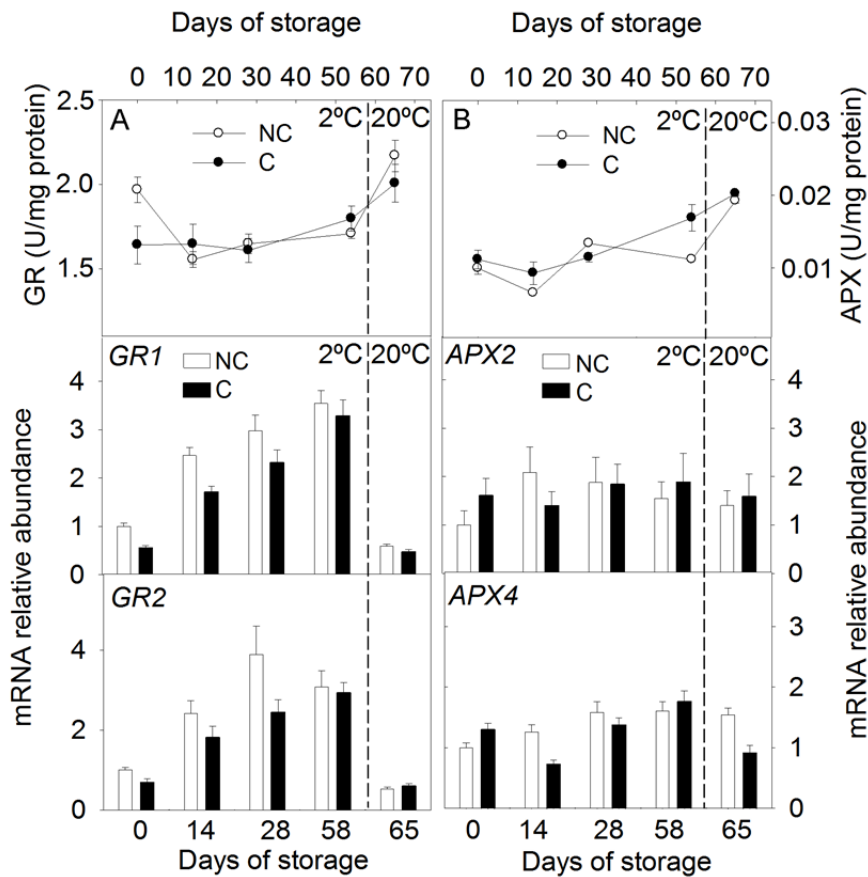 Days of storage
Days of storage
0 10 20 30 40 50 60 70
0 10 20 30 40 50 60 70
A
NC
C
2ºC
20ºC
B
NC
C
2ºC
20ºC
GR (U/mg protein)
2.5
2.0
1.5
0.03
0.02
0.01
APX (U/mg protein)
GR1
NC
C
2ºC
20ºC
APX2
NC
C
2ºC
20ºC
4
3
2
1
0
4
3
2
1
0
mRNA relative abundance
mRNA relative abundance
GR2
APX4
4
2
0
3
2
1
0
0 14 28 58 65
0 14 28 58 65
Days of storage
Days of storage